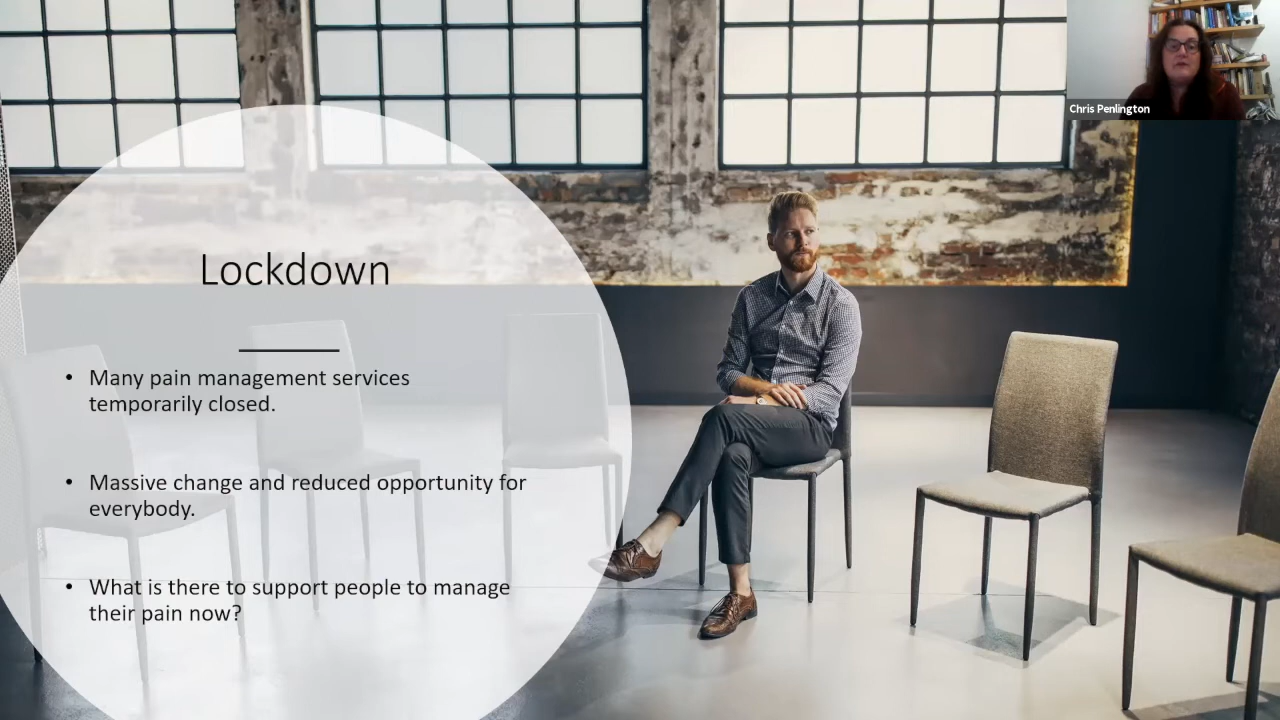 Chris Penlington
Lockdown
• Many pain management services
temporarily closed.
• Massive change and reduced opportunity for
everybody.
• What is there to support people to manage
their pain now?